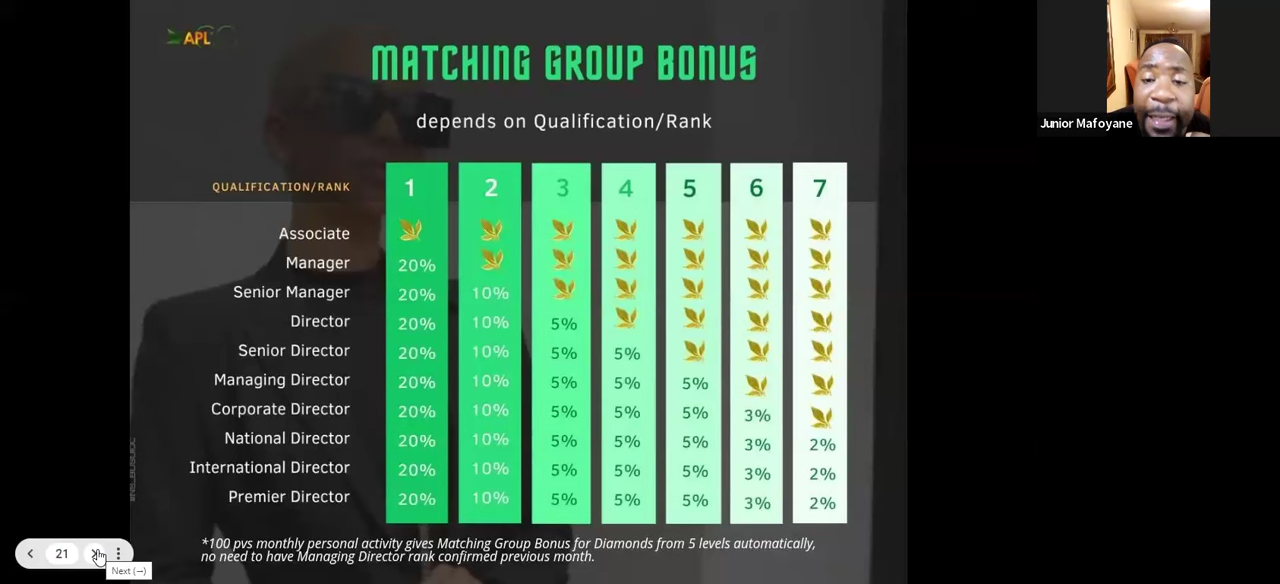 APL
MATCHING GROUP BONUS
depends on Qualification/Rank
Junior Mafoyane
QUALIFICATION/RANK 1 2 3 4 5 6 7
Associate
Manager 20%
Senior Manager 20% 10%
Director 20% 10% 5%
Senior Director 20% 10% 5% 5%
Managing Director 20% 10% 5% 5% 5%
Corporate Director 20% 10% 5% 5% 5% 3%
National Director 20% 10% 5% 5% 5% 3% 2%
International Director 20% 10% 5% 5% 5% 3% 2%
Premier Director 20% 10% 5% 5% 5% 3% 2%
*100 pvs monthly personal activity gives Matching Group Bonus for Diamonds from 5 levels automatically,
no need to have Managing Director rank confirmed previous month.
21
Next (→)